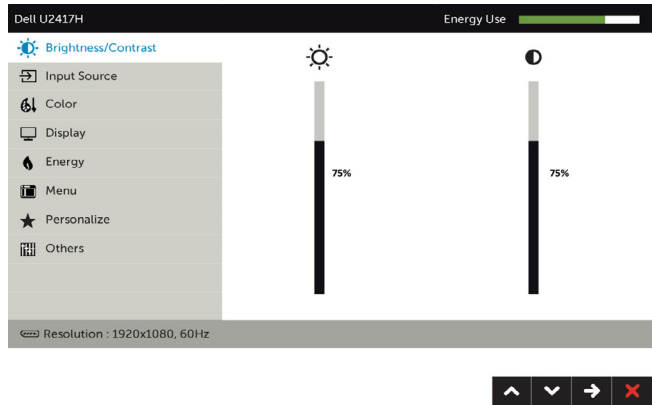 Dell U2417H
Energy Use
Brightness/Contrast
Input Source
Color
Display
Energy
Menu
Personalize
Others
75%
75%
Resolution : 1920x1080, 60Hz